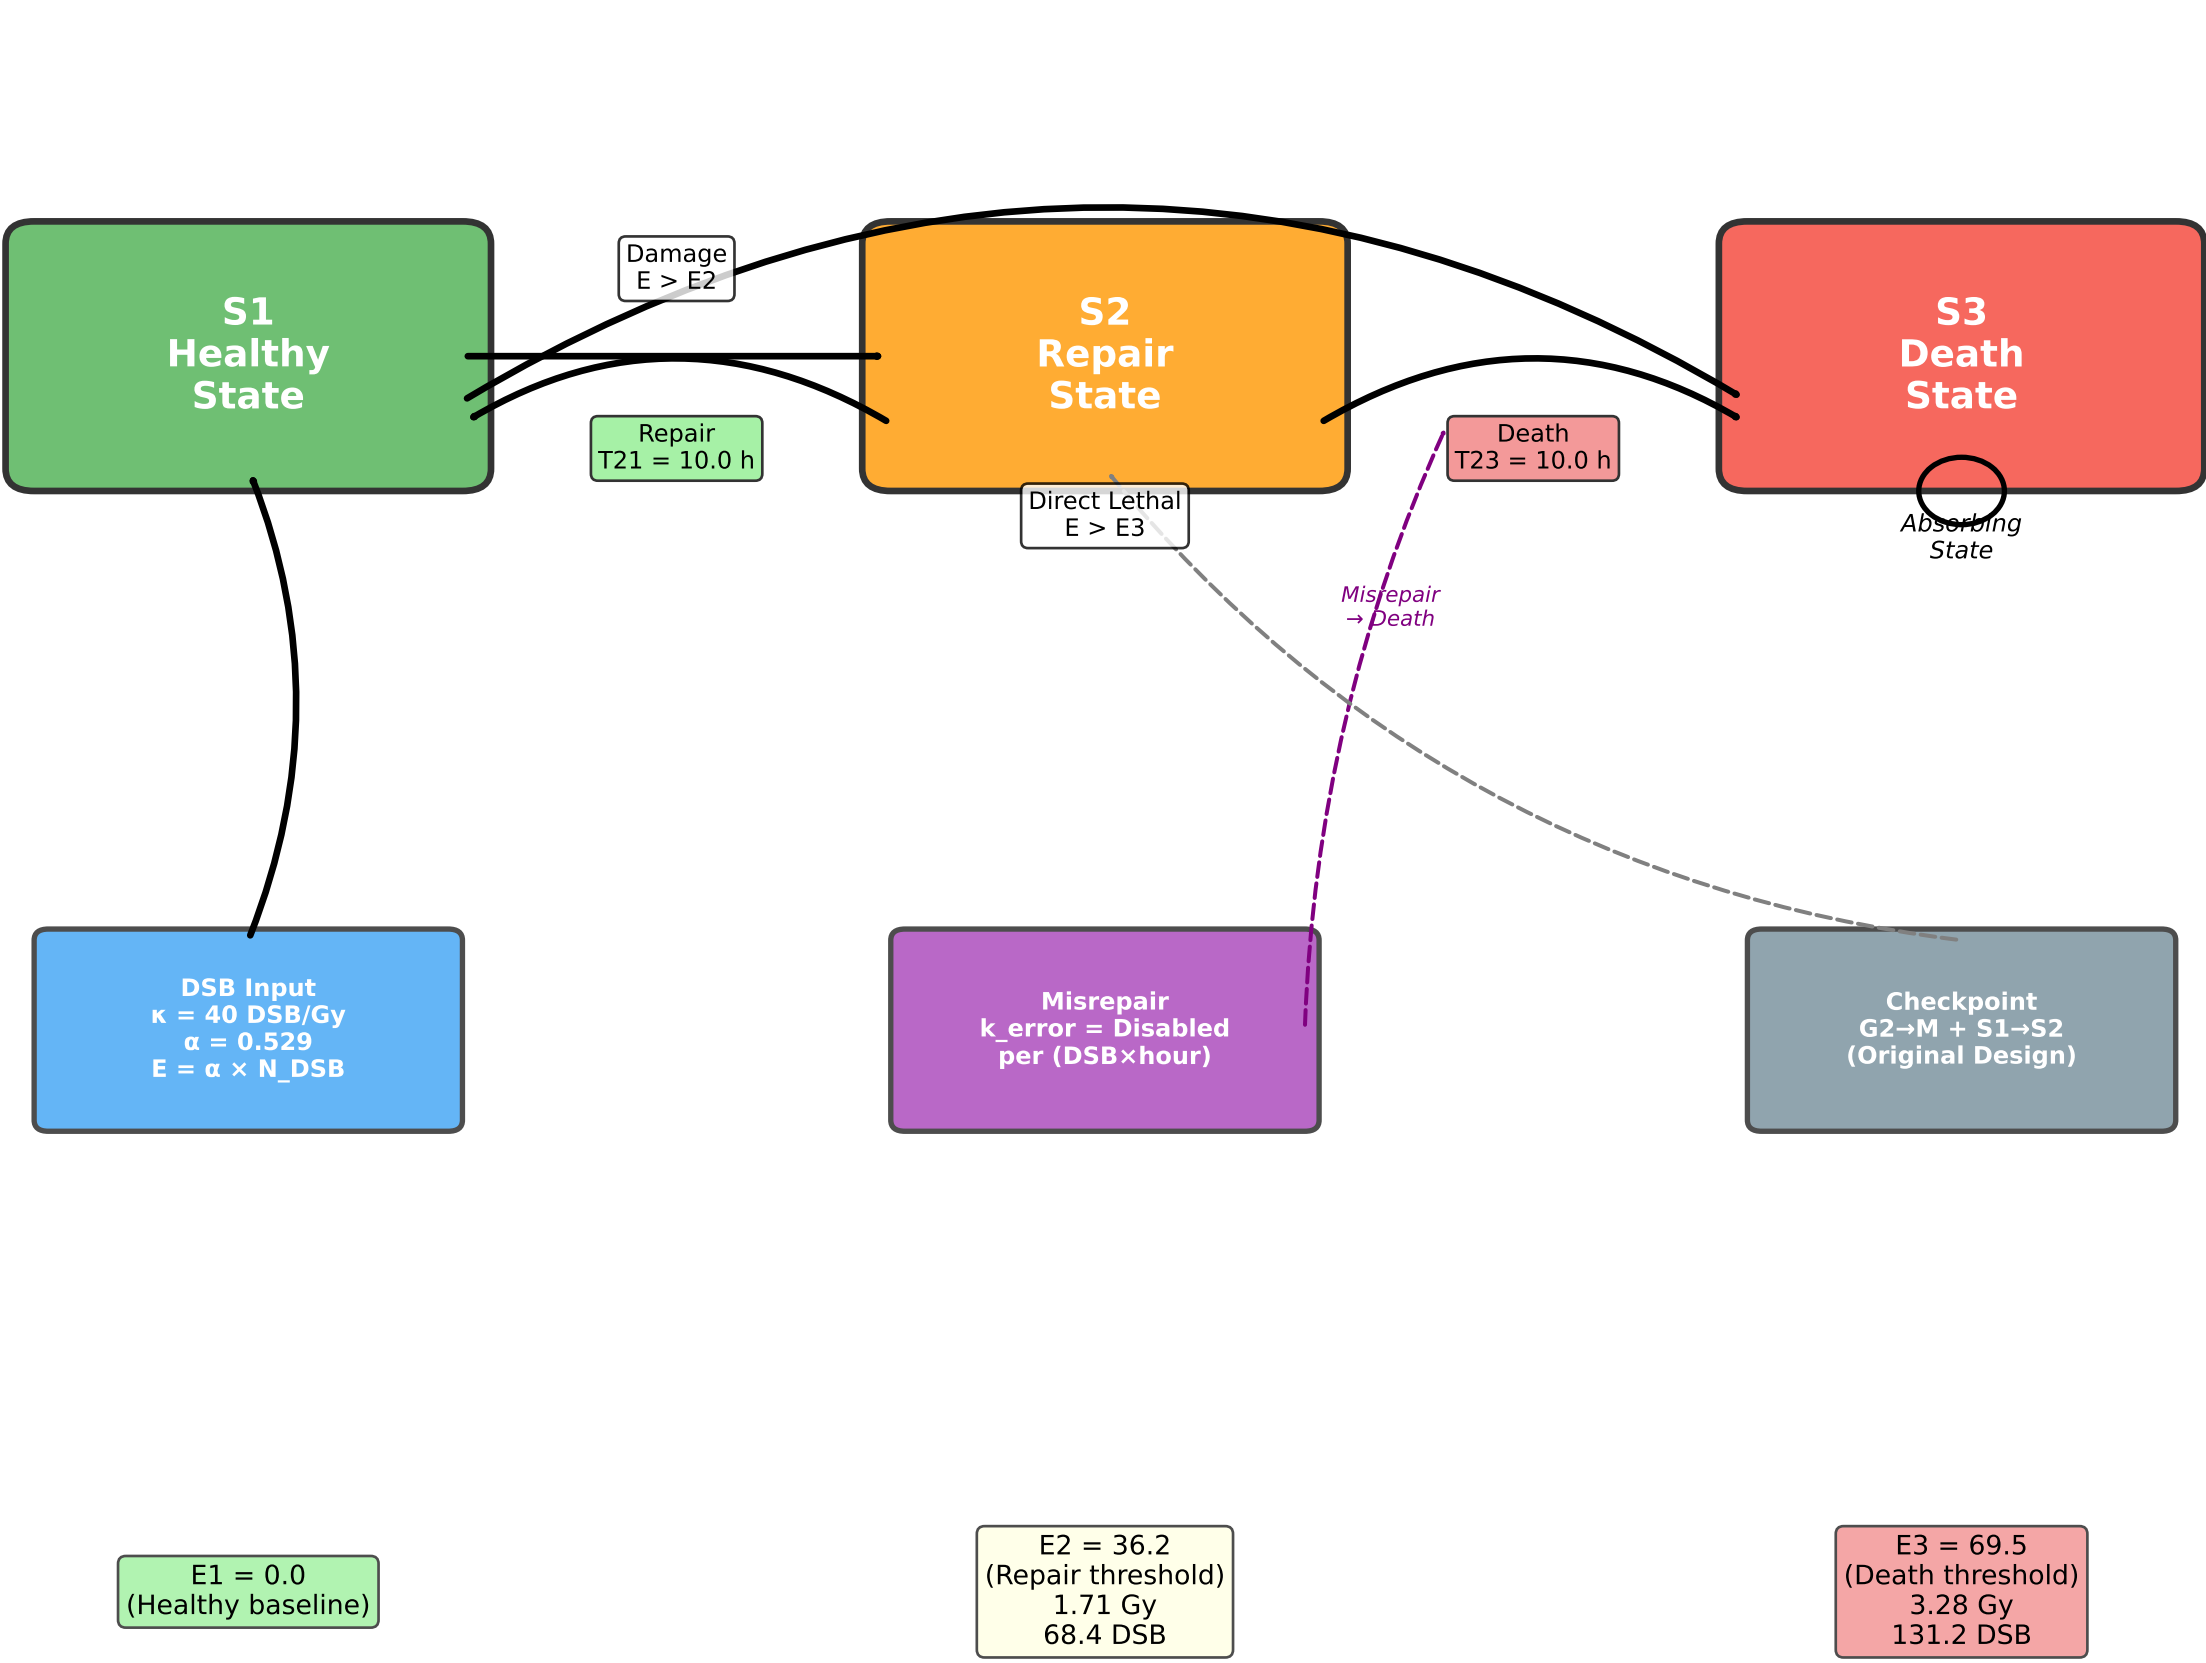 Damage
E > E2
S1
Healthy
State
S2
Repair
State
S3
Death
State
Repair
T21 = 10.0 h
Death
T23 = 10.0 h
Direct Lethal
E > E3
Absorbing
State
Misrepair
→ Death
DSB Input
κ = 40 DSB/Gy
α = 0.529
E = α × N_DSB
Misrepair
k_error = Disabled
per (DSB×hour)
Checkpoint
G2→M + S1→S2
(Original Design)
E1 = 0.0
(Healthy baseline)
E2 = 36.2
(Repair threshold)
1.71 Gy
68.4 DSB
E3 = 69.5
(Death threshold)
3.28 Gy
131.2 DSB